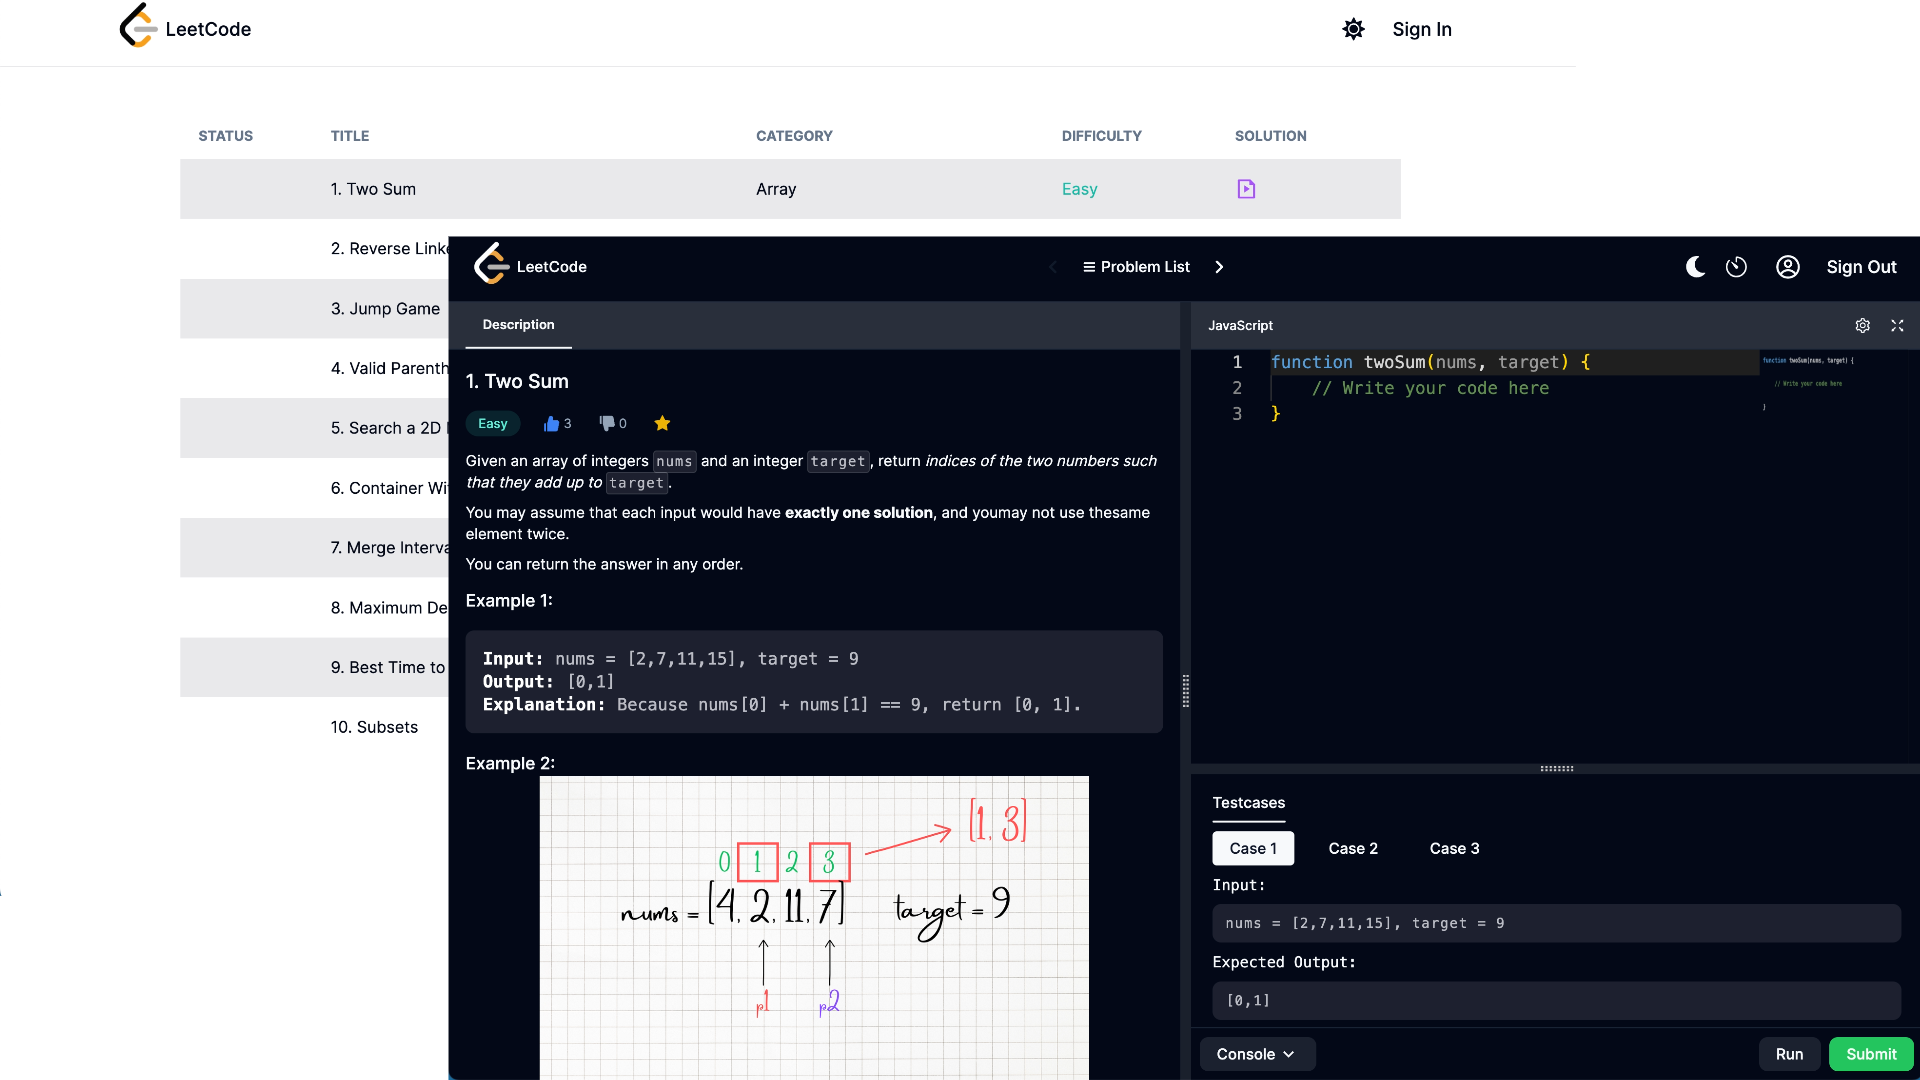 LeetCode
Sign In
STATUS TITLE CATEGORY DIFFICULTY SOLUTION
1. Two Sum Array Easy
2. Reverse Linke
3. Jump Game
4. Valid Parenth
5. Search a 2D
6. Container Wi
7. Merge Interva
8. Maximum De
9. Best Time to
10. Subsets
LeetCode
Problem List
Sign Out
Description
1. Two Sum
Easy 3 0
Given an array of integers nums and an integer target, return indices of the two numbers such
that they add up to target.
You may assume that each input would have exactly one solution, and youmay not use thesame
element twice.
You can return the answer in any order.
Example 1:
Input: nums = [2,7,11,15], target = 9
Output: [0,1]
Explanation: Because nums[0] + nums[1] == 9, return [0, 1].
Example 2:
[1, 3]
0 1 2 3
nums = [4, 2, 11, 7] target = 9
p1 p2
JavaScript
1 function twoSum(nums, target) {
2 // Write your code here
3 }
function twoSum(nums, target) {
// Write your code here
}
Testcases
Case 1 Case 2 Case 3
Input:
nums = [2,7,11,15], target = 9
Expected Output:
[0,1]
Console Run Submit